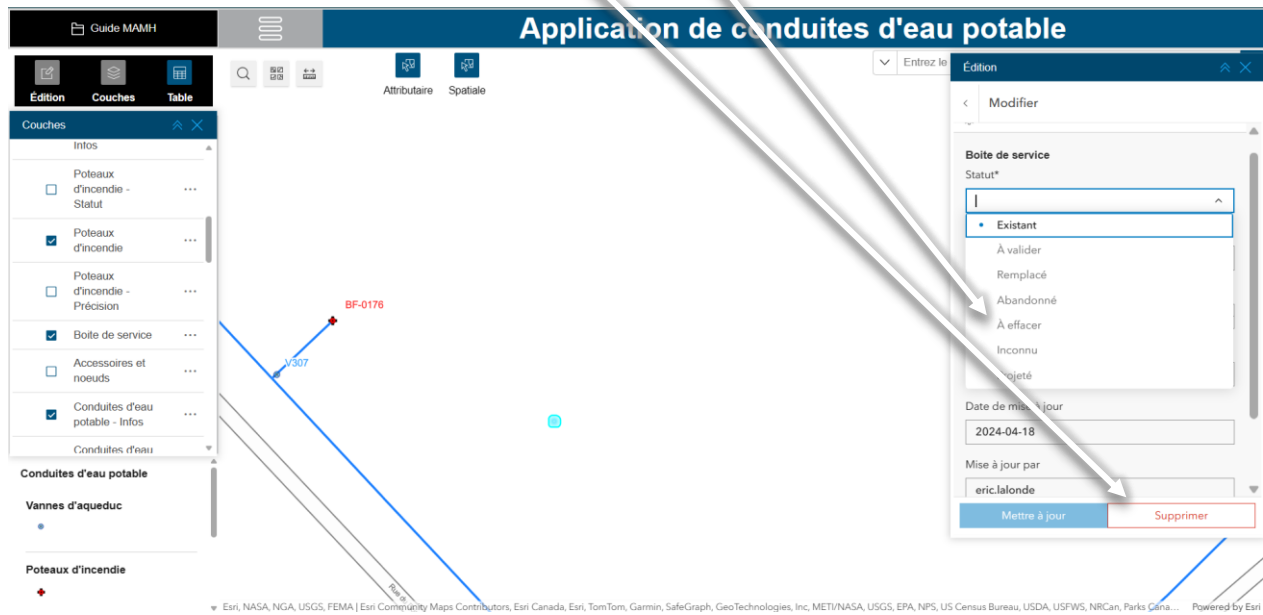 Guide MAMH
Application de conduites d'eau potable
Édition
Couches
Table
Attributaire
Spatiale
Entrez le
Couches
Infos
Poteaux
d'incendie -
Statut
Poteaux
d'incendie
Poteaux
d'incendie -
Précision
Boite de service
Accessoires et
noeuds
Conduites d'eau
potable - Infos
Conduites d'eau
Conduites d'eau potable
Vannes d'aqueduc
Poteaux d'incendie
BF-0176
V307
Édition
Modifier
Boite de service
Statut*
Existant
À valider
Remplacé
Abandonné
À effacer
Inconnu
Projeté
Date de mise à jour
2024-04-18
Mise à jour par
eric.lalonde
Mettre à jour
Supprimer
Esri, NASA, NGA, USGS, FEMA | Esri Community Maps Contributors, Esri Canada, Esri, TomTom, Garmin, SafeGraph, GeoTechnologies, Inc, METI/NASA, USGS, EPA, NPS, US Census Bureau, USDA, USFWS, NRCan, Parks Cana...
Powered by Esri